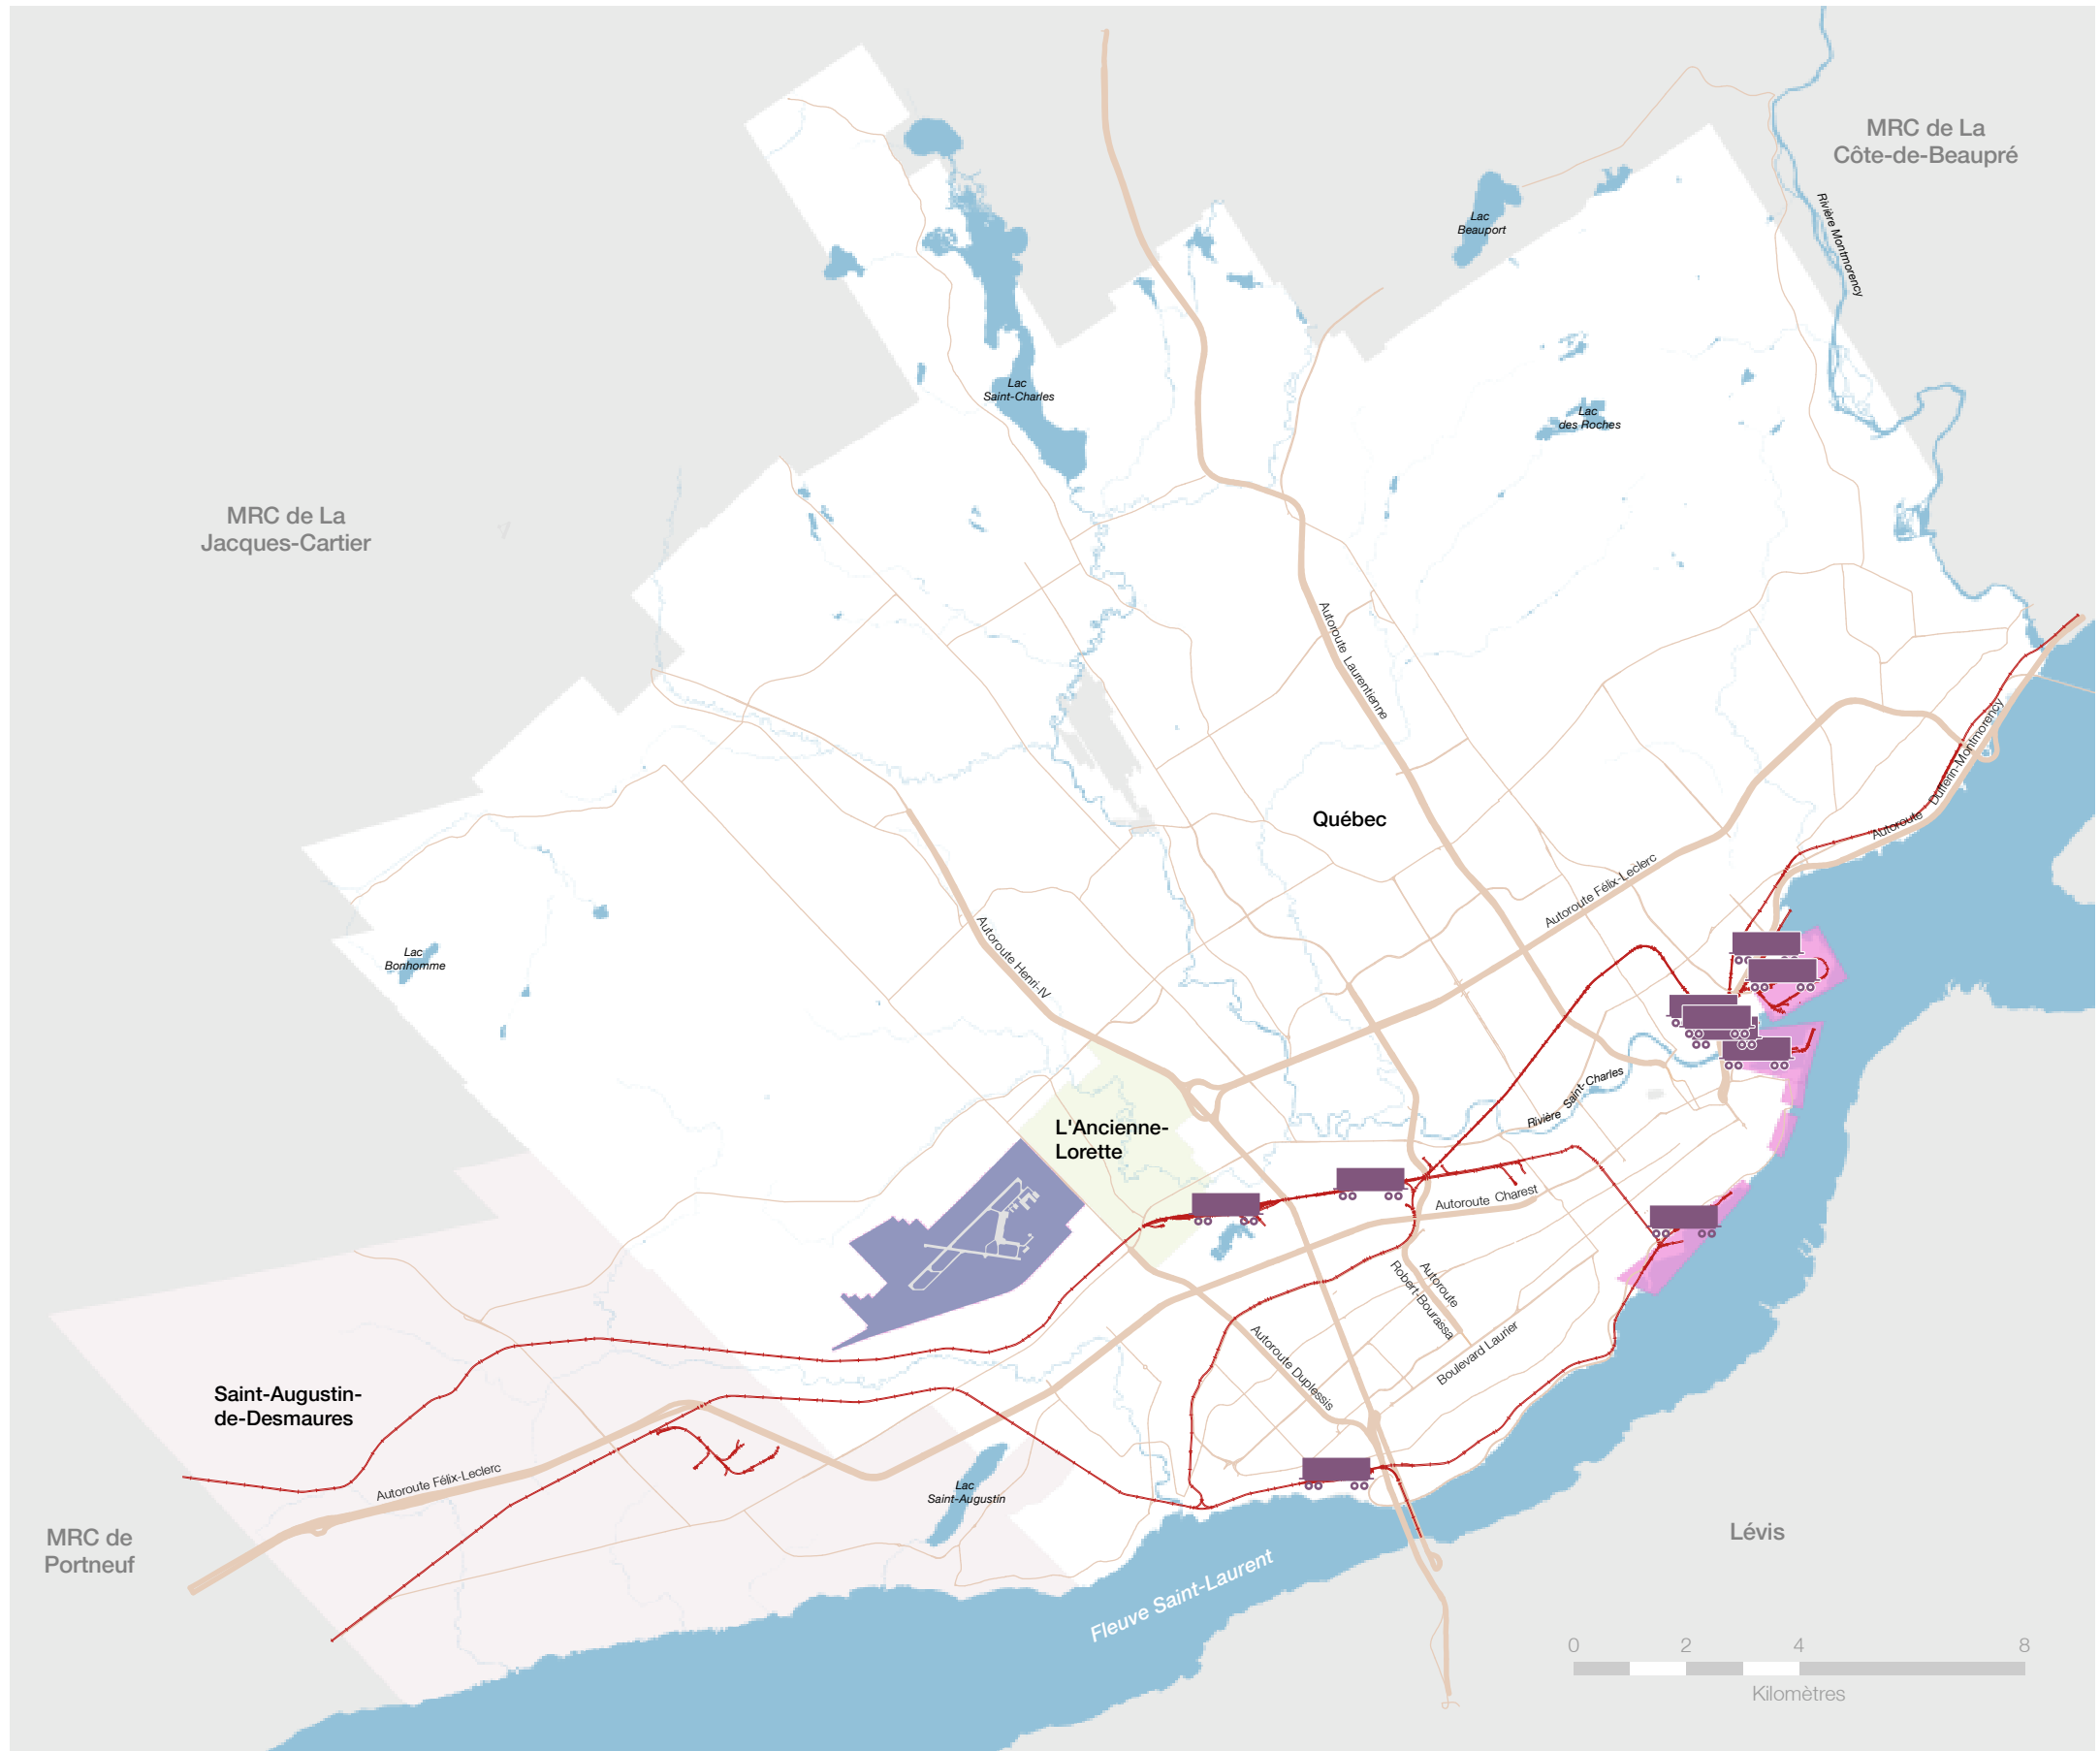 MRC de La
Côte-de-Beaupré
Rivière Montmorency
Lac
Beauport
Lac
Saint-Charles
Lac
des Roches
MRC de La
Jacques-Cartier
Autoroute Laurentienne
Autoroute Dufferin-Montmorency
Québec
Autoroute Félix-Leclerc
Autoroute Henri-IV
Lac
Bonhomme
Rivière Saint-Charles
L'Ancienne-
Lorette
Autoroute Charest
Autoroute
Robert-Bourassa
Autoroute Duplessis
Boulevard Laurier
Saint-Augustin-
de-Desmaures
Autoroute Félix-Leclerc
Lac
Saint-Augustin
MRC de
Portneuf
Lévis
Fleuve Saint-Laurent
0 2 4 8
Kilomètres